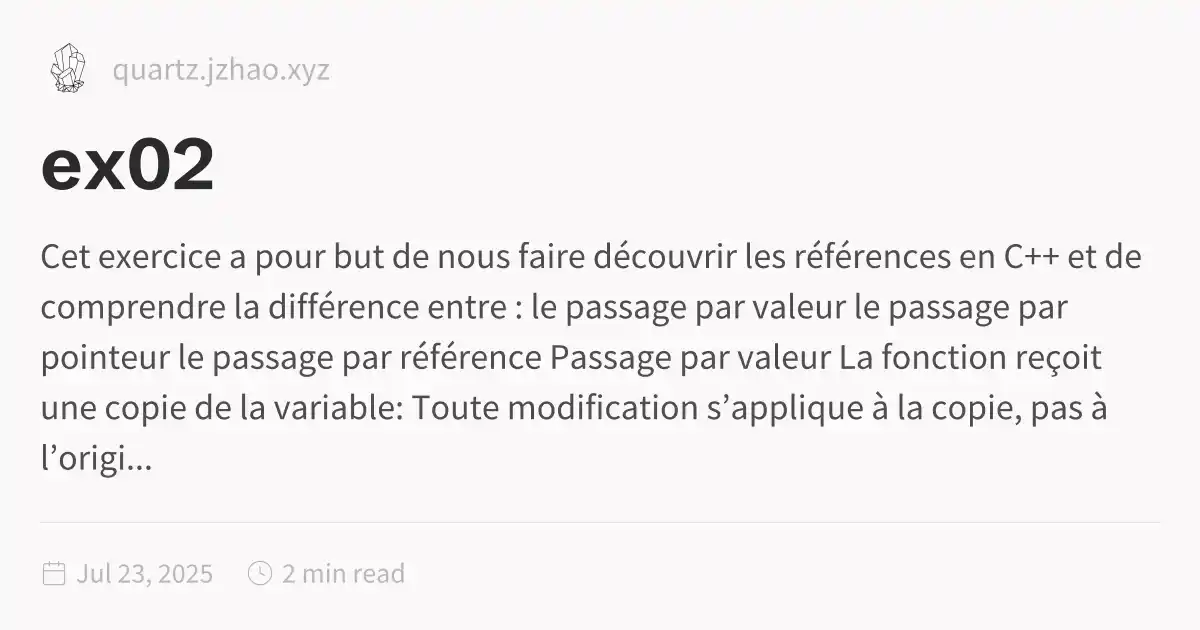 quartz.jzhao.xyz
ex02
Cet exercice a pour but de nous faire découvrir les références en C++ et de
comprendre la différence entre : le passage par valeur le passage par
pointeur le passage par référence Passage par valeur La fonction reçoit
une copie de la variable: Toute modification s’applique à la copie, pas à
l’origi...
Jul 23, 2025 2 min read